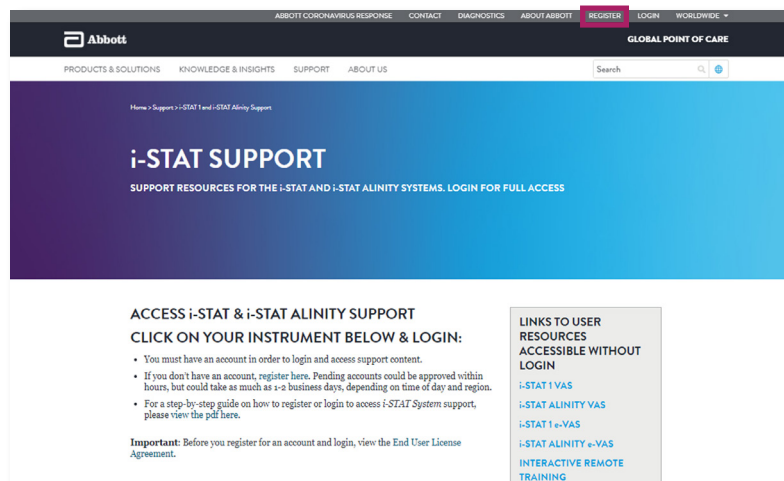 ABBOTT CORONAVIRUS RESPONSE CONTACT DIAGNOSTICS ABOUT ABBOTT REGISTER LOGIN WORLDWIDE
Abbott GLOBAL POINT OF CARE
PRODUCTS & SOLUTIONS KNOWLEDGE & INSIGHTS SUPPORT ABOUT US Search
Home > Support > i-STAT 1 and i-STAT Alinity Support
i-STAT SUPPORT
SUPPORT RESOURCES FOR THE i-STAT AND i-STAT ALINITY SYSTEMS. LOGIN FOR FULL ACCESS
ACCESS i-STAT & i-STAT ALINITY SUPPORT
CLICK ON YOUR INSTRUMENT BELOW & LOGIN:
• You must have an account in order to login and access support content.
• If you don't have an account, register here. Pending accounts could be approved within
hours, but could take as much as 1-2 business days, depending on time of day and region.
• For a step-by-step guide on how to register or login to access i-STAT System support,
please view the pdf here.
Important: Before you register for an account and login, view the End User License
Agreement.
LINKS TO USER
RESOURCES
ACCESSIBLE WITHOUT
LOGIN
i-STAT 1 VAS
i-STAT ALINITY VAS
i-STAT 1 e-VAS
i-STAT ALINITY e-VAS
INTERACTIVE REMOTE
TRAINING